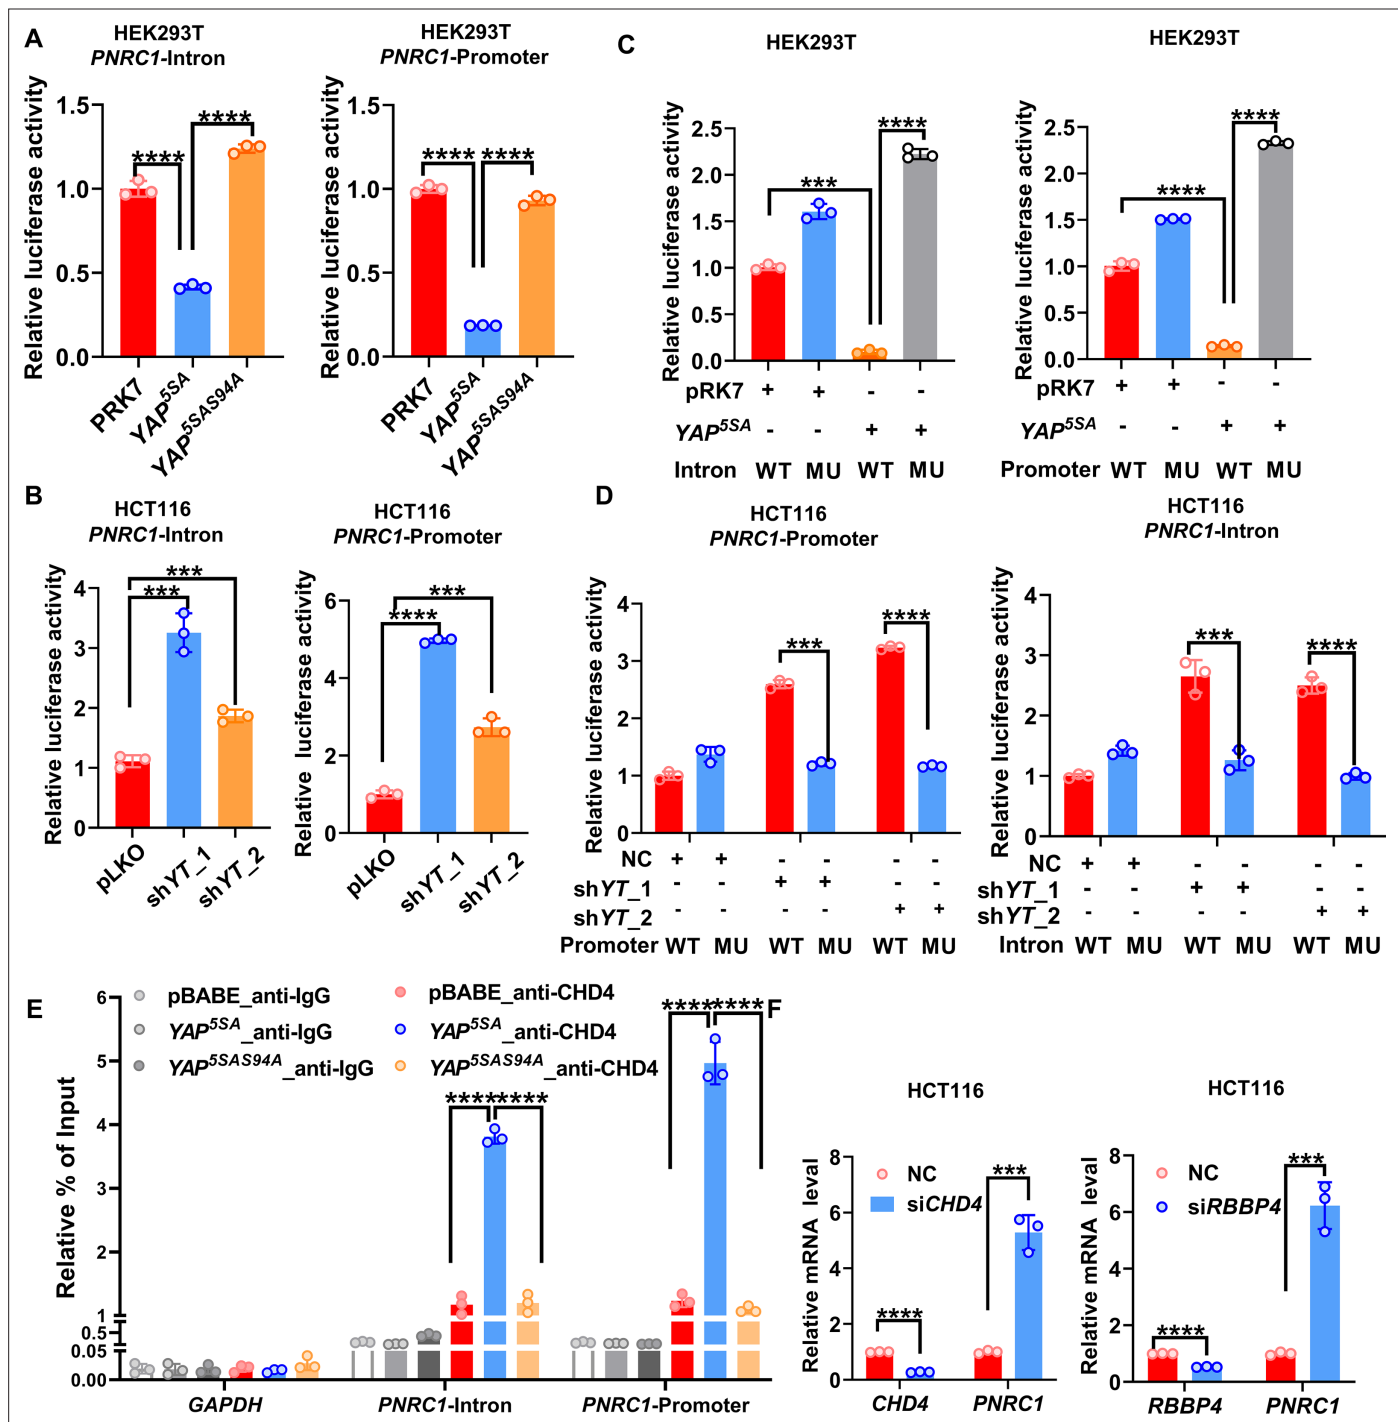 A
HEK293T
PNRC1-Intron
Relative luciferase activity
1.5
1.0
0.5
0.0
****
****
PRK7
YAP5SA
YAP5SAS94A
HEK293T
PNRC1-Promoter
Relative luciferase activity
1.5
1.0
0.5
0.0
****
****
PRK7
YAP5SA
YAP5SAS94A
C
HEK293T
Relative luciferase activity
2.5
2.0
1.5
1.0
0.5
0.0
***
****
pRK7 + + - -
YAP5SA - - + +
Intron WT MU WT MU
HEK293T
Relative luciferase activity
2.5
2.0
1.5
1.0
0.5
0.0
****
****
+ + - -
YAP5SA - - + +
Promoter WT MU WT MU
B
HCT116
PNRC1-Intron
Relative luciferase activity
4
3
2
1
0
***
***
pLKO
shYT_1
shYT_2
HCT116
PNRC1-Promoter
Relative luciferase activity
6
4
2
0
***
****
pLKO
shYT_1
shYT_2
D
HCT116
PNRC1-Promoter
Relative luciferase activity
4
3
2
1
0
***
****
NC + + - - - -
shYT_1 - - + + - -
shYT_2 - - - - + +
Promoter WT MU WT MU WT MU
HCT116
PNRC1-Intron
Relative luciferase activity
4
3
2
1
0
***
****
NC + + - - - -
shYT_1 - - + + - -
shYT_2 - - - - + +
Intron WT MU WT MU WT MU
E
Relative % of Input
6
5
4
3
2
1
1
0.5
0.05
0.00
pBABE_anti-IgG
YAP5SA_anti-IgG
YAP5SAS94A_anti-IgG
pBABE_anti-CHD4
YAP5SA_anti-CHD4
YAP5SAS94A_anti-CHD4
**** ****
**** ****
GAPDH
PNRC1-Intron
PNRC1-Promoter
F
HCT116
Relative mRNA leval
8
6
4
2
0
NC
siCHD4
****
***
CHD4
PNRC1
HCT116
Relative mRNA leval
8
6
4
2
0
NC
siRBBP4
****
***
RBBP4
PNRC1